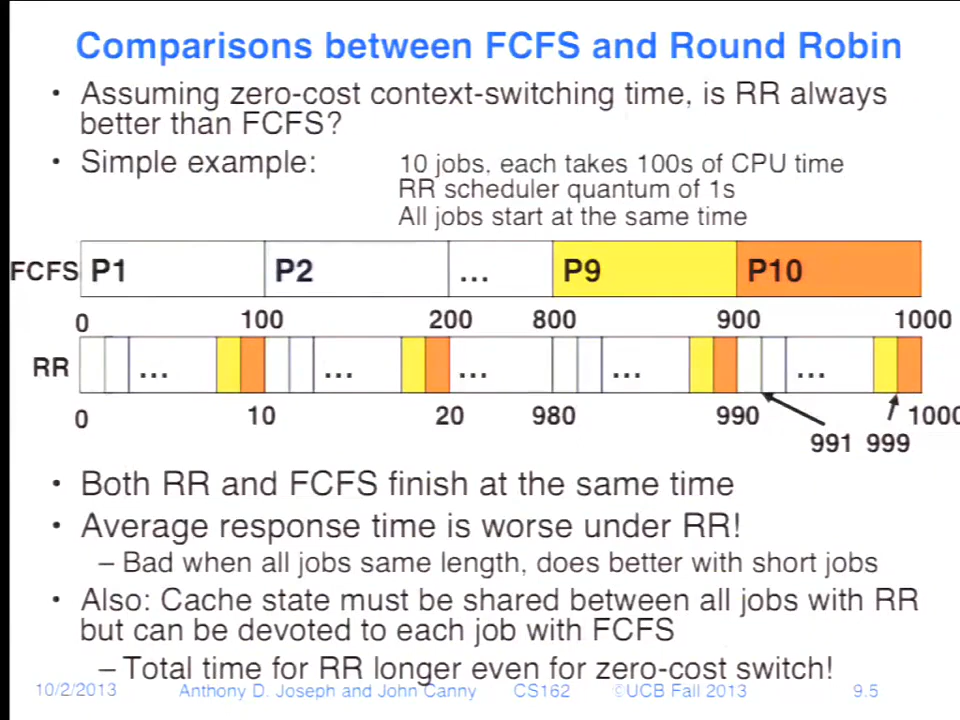 Comparisons between FCFS and Round Robin
• Assuming zero-cost context-switching time, is RR always
better than FCFS?
• Simple example:
10 jobs, each takes 100s of CPU time
RR scheduler quantum of 1s
All jobs start at the same time
FCFS P1 P2 ... P9 P10
0 100 200 800 900 1000
RR ... ... ... ... ...
0 10 20 980 990 1000
991 999
• Both RR and FCFS finish at the same time
• Average response time is worse under RR!
– Bad when all jobs same length, does better with short jobs
• Also: Cache state must be shared between all jobs with RR
but can be devoted to each job with FCFS
– Total time for RR longer even for zero-cost switch!
10/2/2013 Anthony D. Joseph and John Canny CS162 ©UCB Fall 2013 9.5